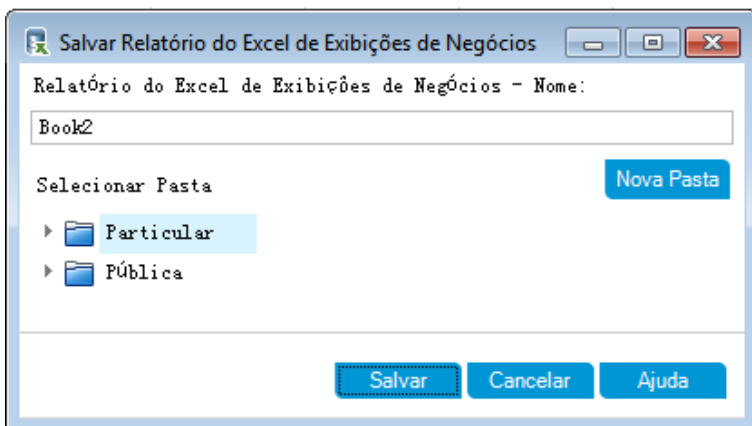 Salvar Relatório do Excel de Exibições de Negócios
Relatório do Excel de Exibições de Negócios - Nome:
Book2
Selecionar Pasta
Nova Pasta
Particular
Pública
Salvar Cancelar Ajuda